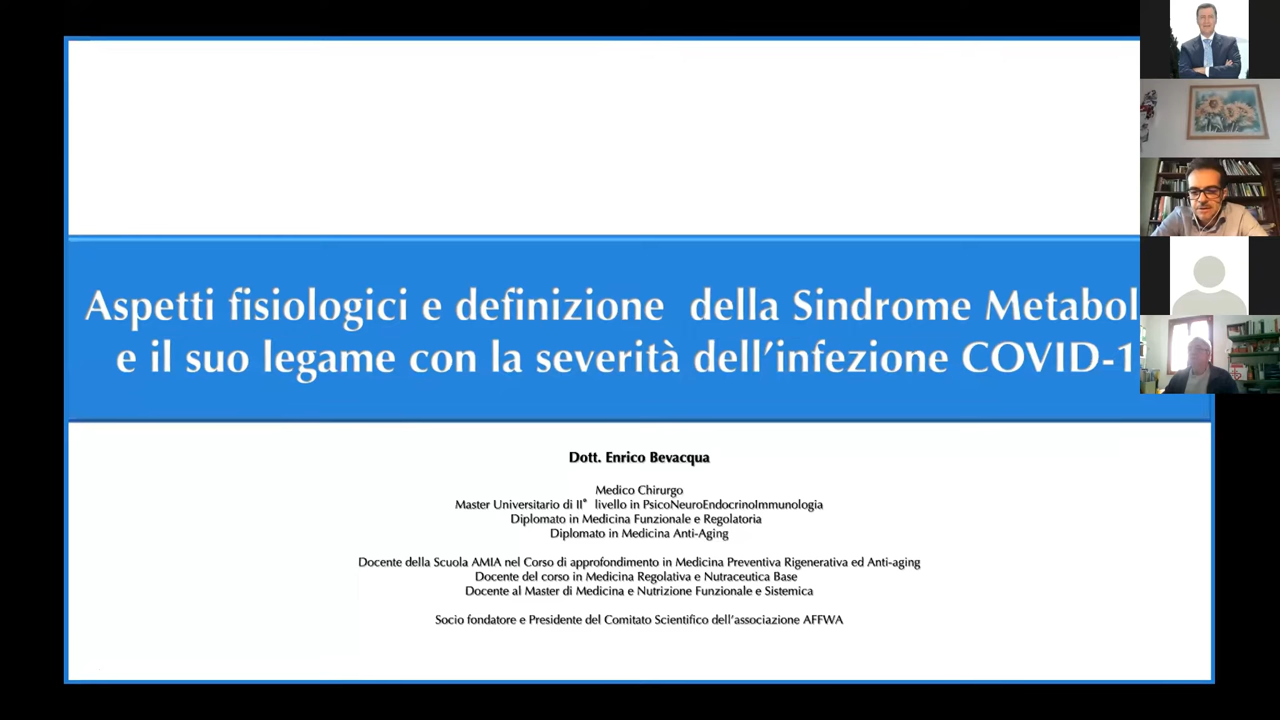 Aspetti fisiologici e definizione della Sindrome Metabol
e il suo legame con la severità dell'infezione COVID-1
Dott. Enrico Bevacqua
Medico Chirurgo
Master Universitario di II° livello in PsicoNeuroEndocrinoImmunologia
Diplomato in Medicina Funzionale e Regolatoria
Diplomato in Medicina Anti-Aging
Docente della Scuola AMIA nel Corso di approfondimento in Medicina Preventiva Rigenerativa ed Anti-aging
Docente del corso in Medicina Regolativa e Nutraceutica Base
Docente al Master di Medicina e Nutrizione Funzionale e Sistemica
Socio fondatore e Presidente del Comitato Scientifico dell'associazione AFFWA